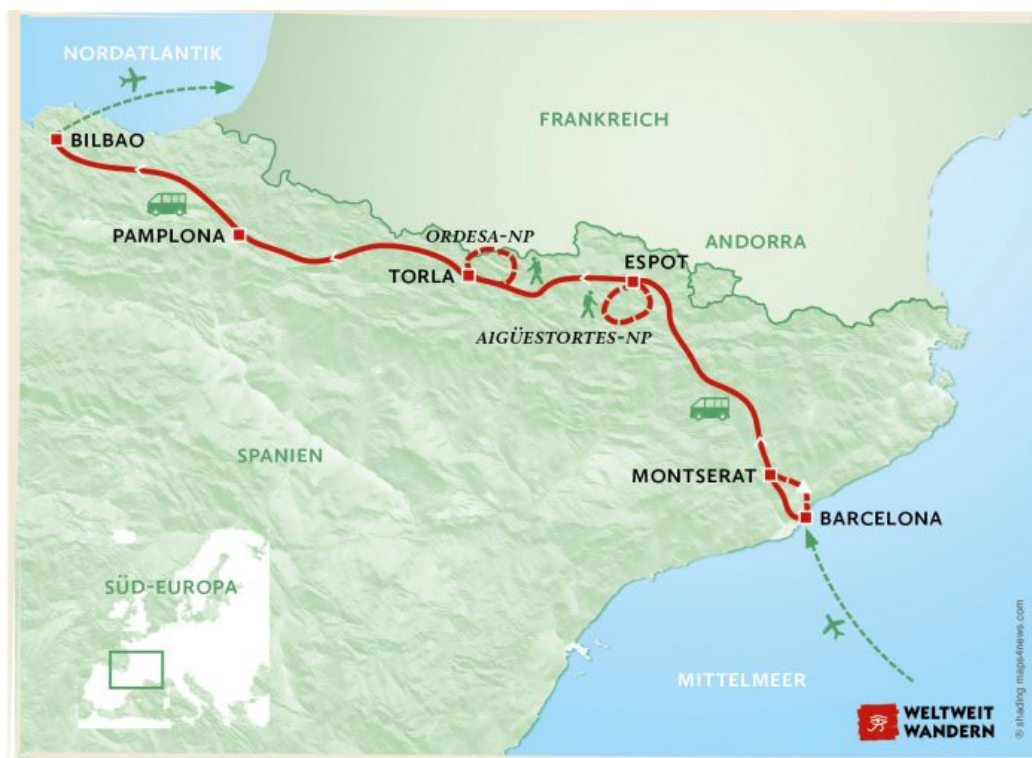 NORDATLANTIK
FRANKREICH
BILBAO
PAMPLONA
ORDESA-NP
ANDORRA
TORLA
ESPOT
AIGÜESTORTES-NP
SPANIEN
MONTSERAT
BARCELONA
SÜD-EUROPA
MITTELMEER
WELTWEIT
WANDERN
© shading maps4news.com